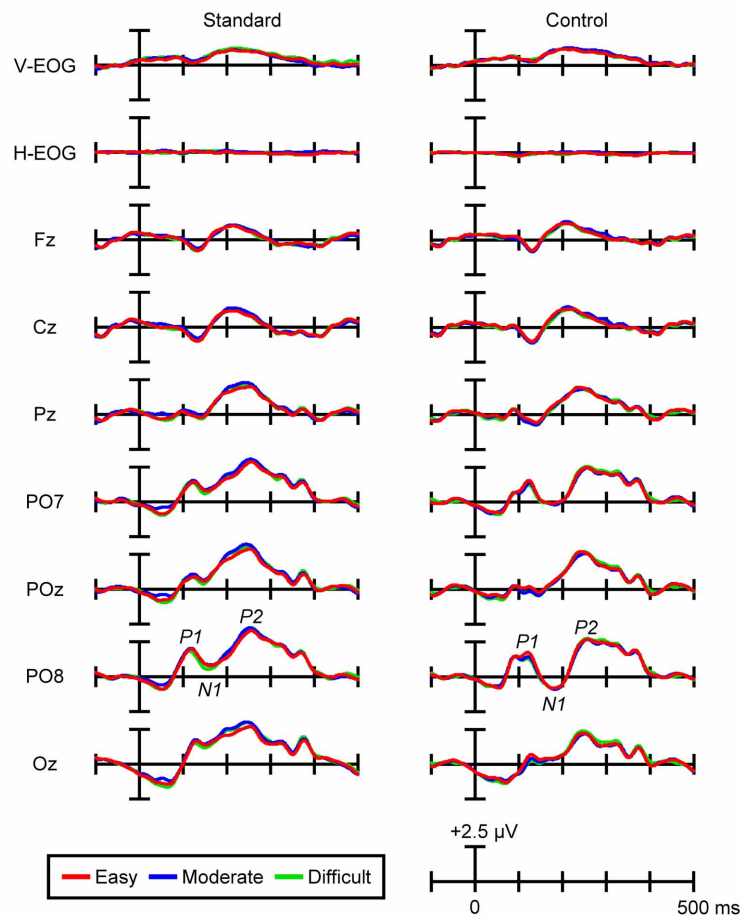 Standard Control
V-EOG
H-EOG
Fz
Cz
Pz
PO7
POz
PO8
P1 P2 N1
P1 P2 N1
Oz
+2.5 µV
0 500 ms
Easy Moderate Difficult